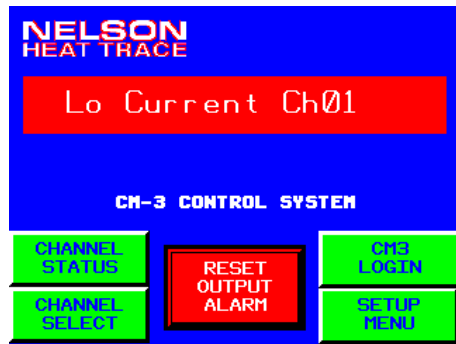 NELSON
HEAT TRACE
Lo Current Ch01
CM-3 CONTROL SYSTEM
CHANNEL
STATUS
CHANNEL
SELECT
RESET
OUTPUT
ALARM
CM3
LOGIN
SETUP
MENU